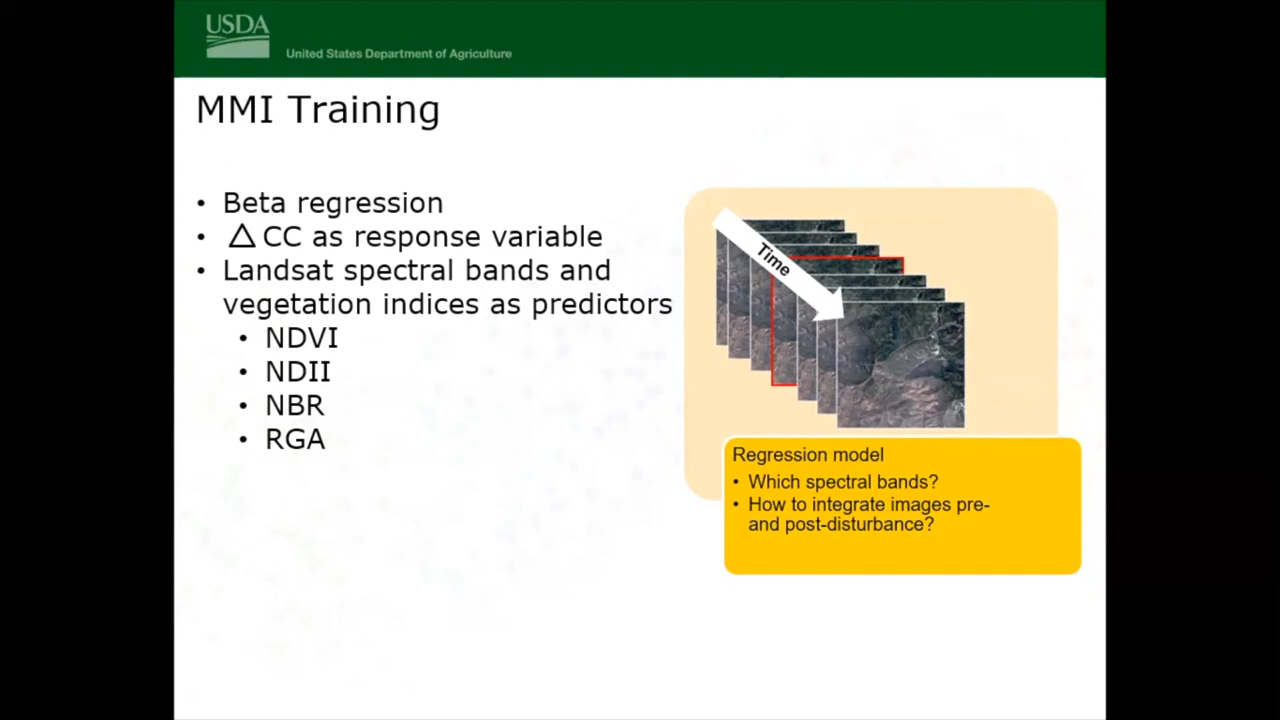 USDA
United States Department of Agriculture
MMI Training
• Beta regression
• △CC as response variable
• Landsat spectral bands and
vegetation indices as predictors
• NDVI
• NDII
• NBR
• RGA
Time
Regression model
• Which spectral bands?
• How to integrate images pre-
and post-disturbance?